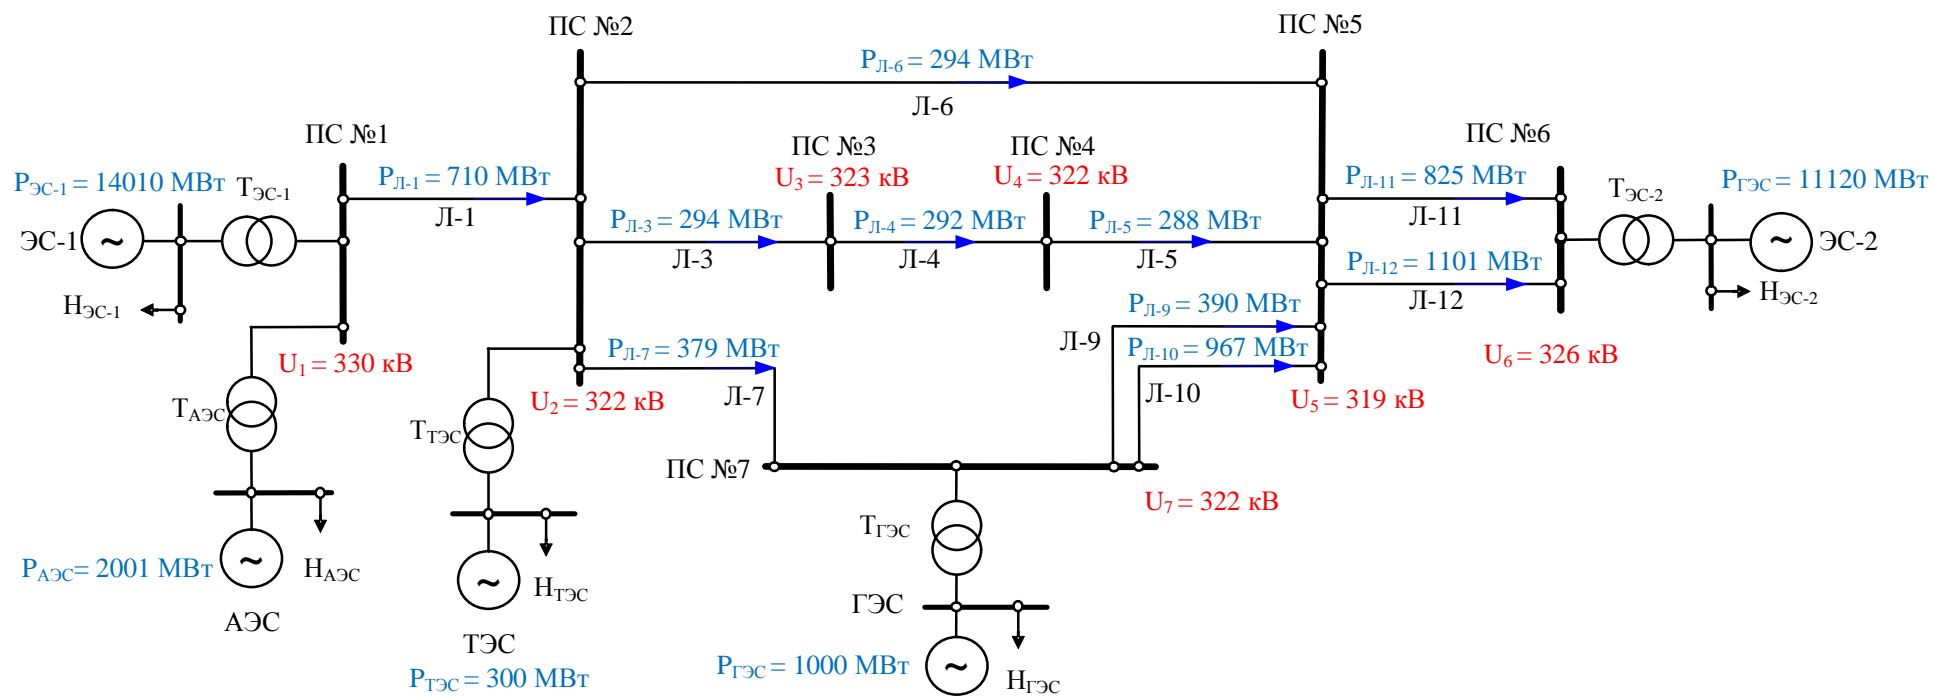 ПС №2
ПС №5
P_Л-6 = 294 МВт
Л-6
ПС №1
ПС №3
ПС №4
ПС №6
U_3 = 323 кВ
U_4 = 322 кВ
P_ЭС-1 = 14010 МВт
Т_ЭС-1
P_Л-1 = 710 МВт
P_Л-11 = 825 МВт
Т_ЭС-2
P_ГЭС = 11120 МВт
Л-1
Л-11
ЭС-1
~
P_Л-3 = 294 МВт
P_Л-4 = 292 МВт
P_Л-5 = 288 МВт
~
ЭС-2
Л-3
Л-4
Л-5
P_Л-12 = 1101 МВт
Н_ЭС-1
P_Л-9 = 390 МВт
Л-12
Н_ЭС-2
U_1 = 330 кВ
P_Л-7 = 379 МВт
Л-9
P_Л-10 = 967 МВт
U_6 = 326 кВ
Л-7
Л-10
Т_АЭС
U_2 = 322 кВ
U_5 = 319 кВ
Т_ТЭС
ПС №7
U_7 = 322 кВ
Т_ГЭС
P_АЭС = 2001 МВт
~
Н_АЭС
~
Н_ТЭС
ГЭС
АЭС
ТЭС
P_ТЭС = 300 МВт
P_ГЭС = 1000 МВт
~
Н_ГЭС